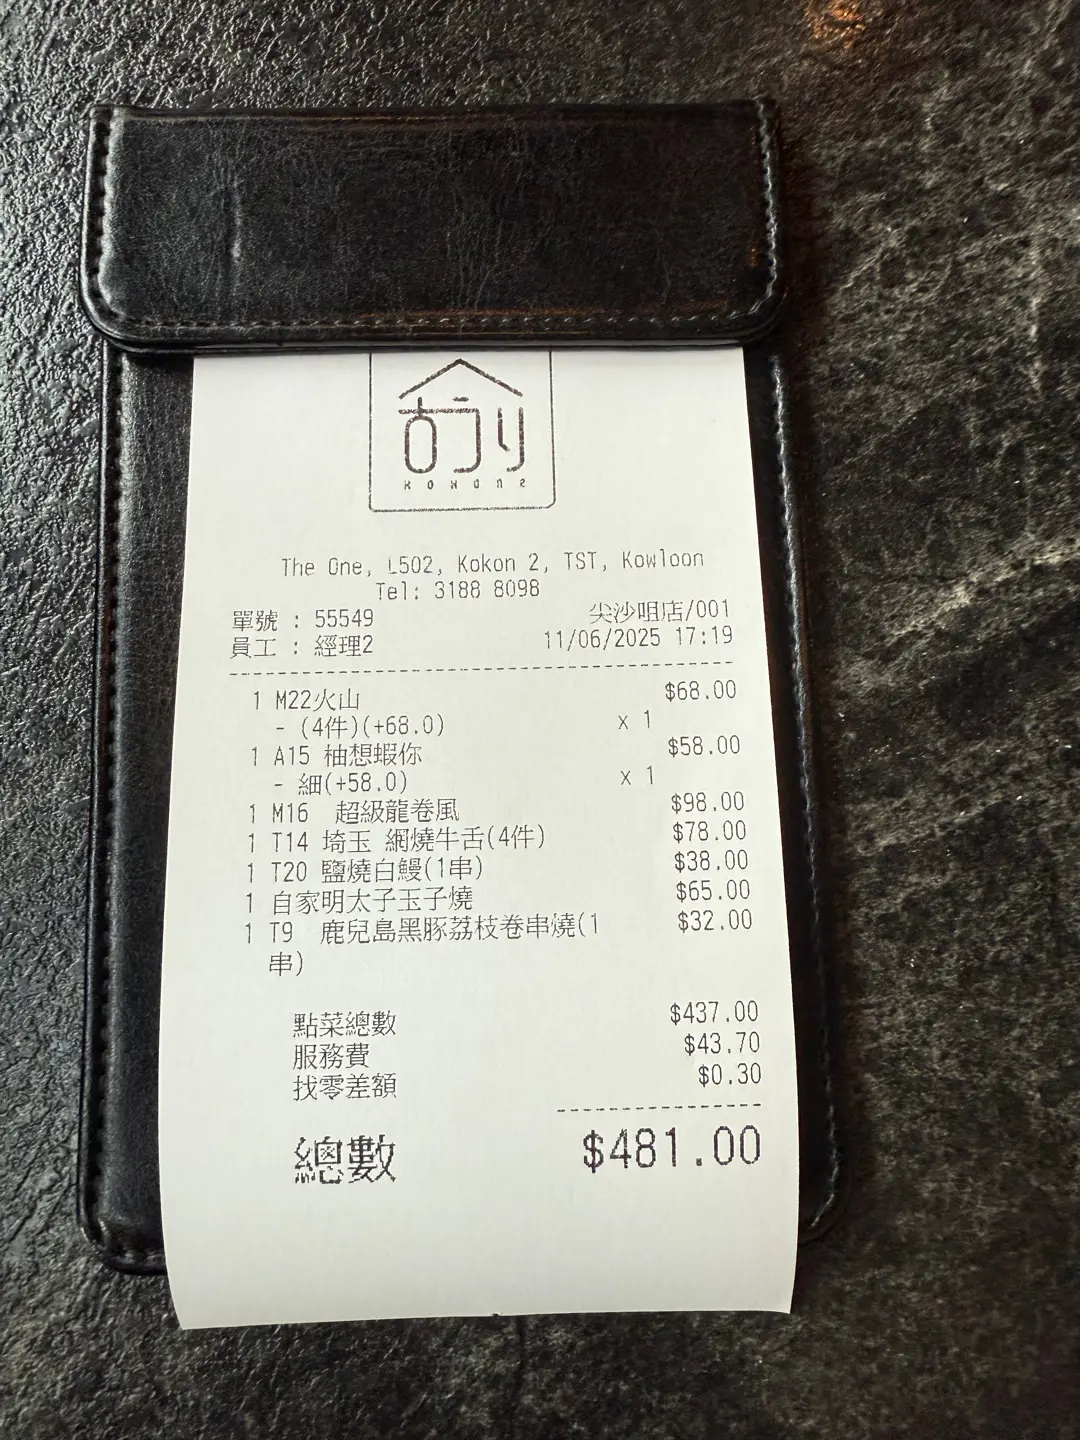 KOKON2
The One, L502, Kokon 2, TST, Kowloon
Tel: 3188 8098
單號 : 55549 尖沙咀店/001
員工 : 經理2 11/06/2025 17:19
1 M22火山 $68.00
- (4件)(+68.0) x 1
1 A15 柚想蝦你 $58.00
- 細(+58.0) x 1
1 M16 超級龍卷風 $98.00
1 T14 埼玉 網燒牛舌(4件) $78.00
1 T20 鹽燒白鰻(1串) $38.00
1 自家明太子玉子燒 $65.00
1 T9 鹿兒島黑豚荔枝卷串燒(1 $32.00
串)
點菜總數 $437.00
服務費 $43.70
找零差額 $0.30
總數 $481.00